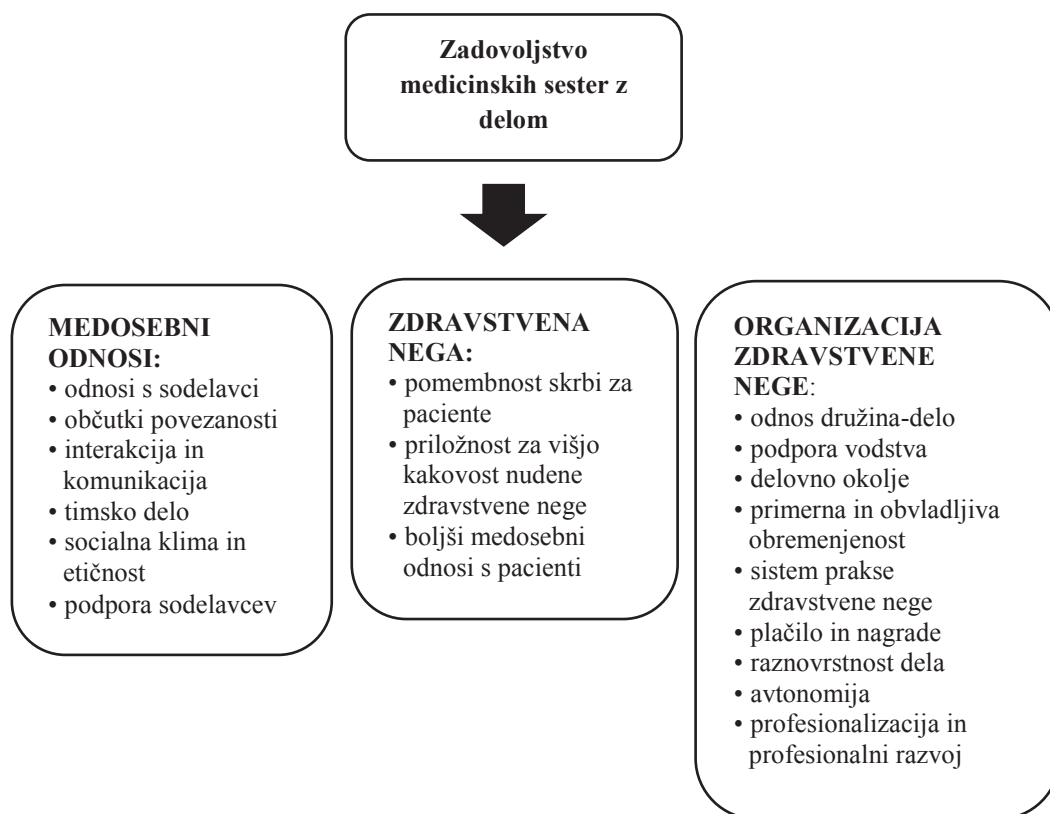 Zadovoljstvo
medicinskih sester z
delom
MEDOSEBNI
ODNOSI:
• odnosi s sodelavci
• občutki povezanosti
• interakcija in
komunikacija
• timsko delo
• socialna klima in
etičnost
• podpora sodelavcev
ZDRAVSTVENA
NEGA:
• pomembnost skrbi za
paciente
• priložnost za višjo
kakovost nudene
zdravstvene nege
• boljši medosebni
odnosi s pacienti
ORGANIZACIJA
ZDRAVSTVENE
NEGE:
• odnos družina-delo
• podpora vodstva
• delovno okolje
• primerna in obvladljiva
obremenjenost
• sistem prakse
zdravstvene nege
• plačilo in nagrade
• raznovrstnost dela
• avtonomija
• profesionalizacija in
profesionalni razvoj